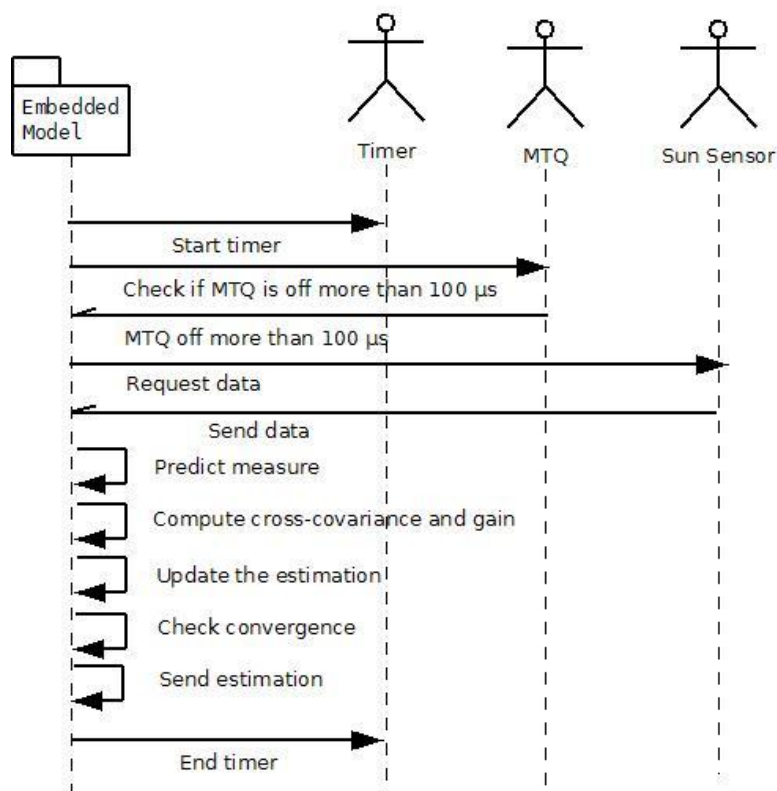 Embedded
Model
Timer
MTQ
Sun Sensor
Start timer
Check if MTQ is off more than 100 µs
MTQ off more than 100 µs
Request data
Send data
Predict measure
Compute cross-covariance and gain
Update the estimation
Check convergence
Send estimation
End timer